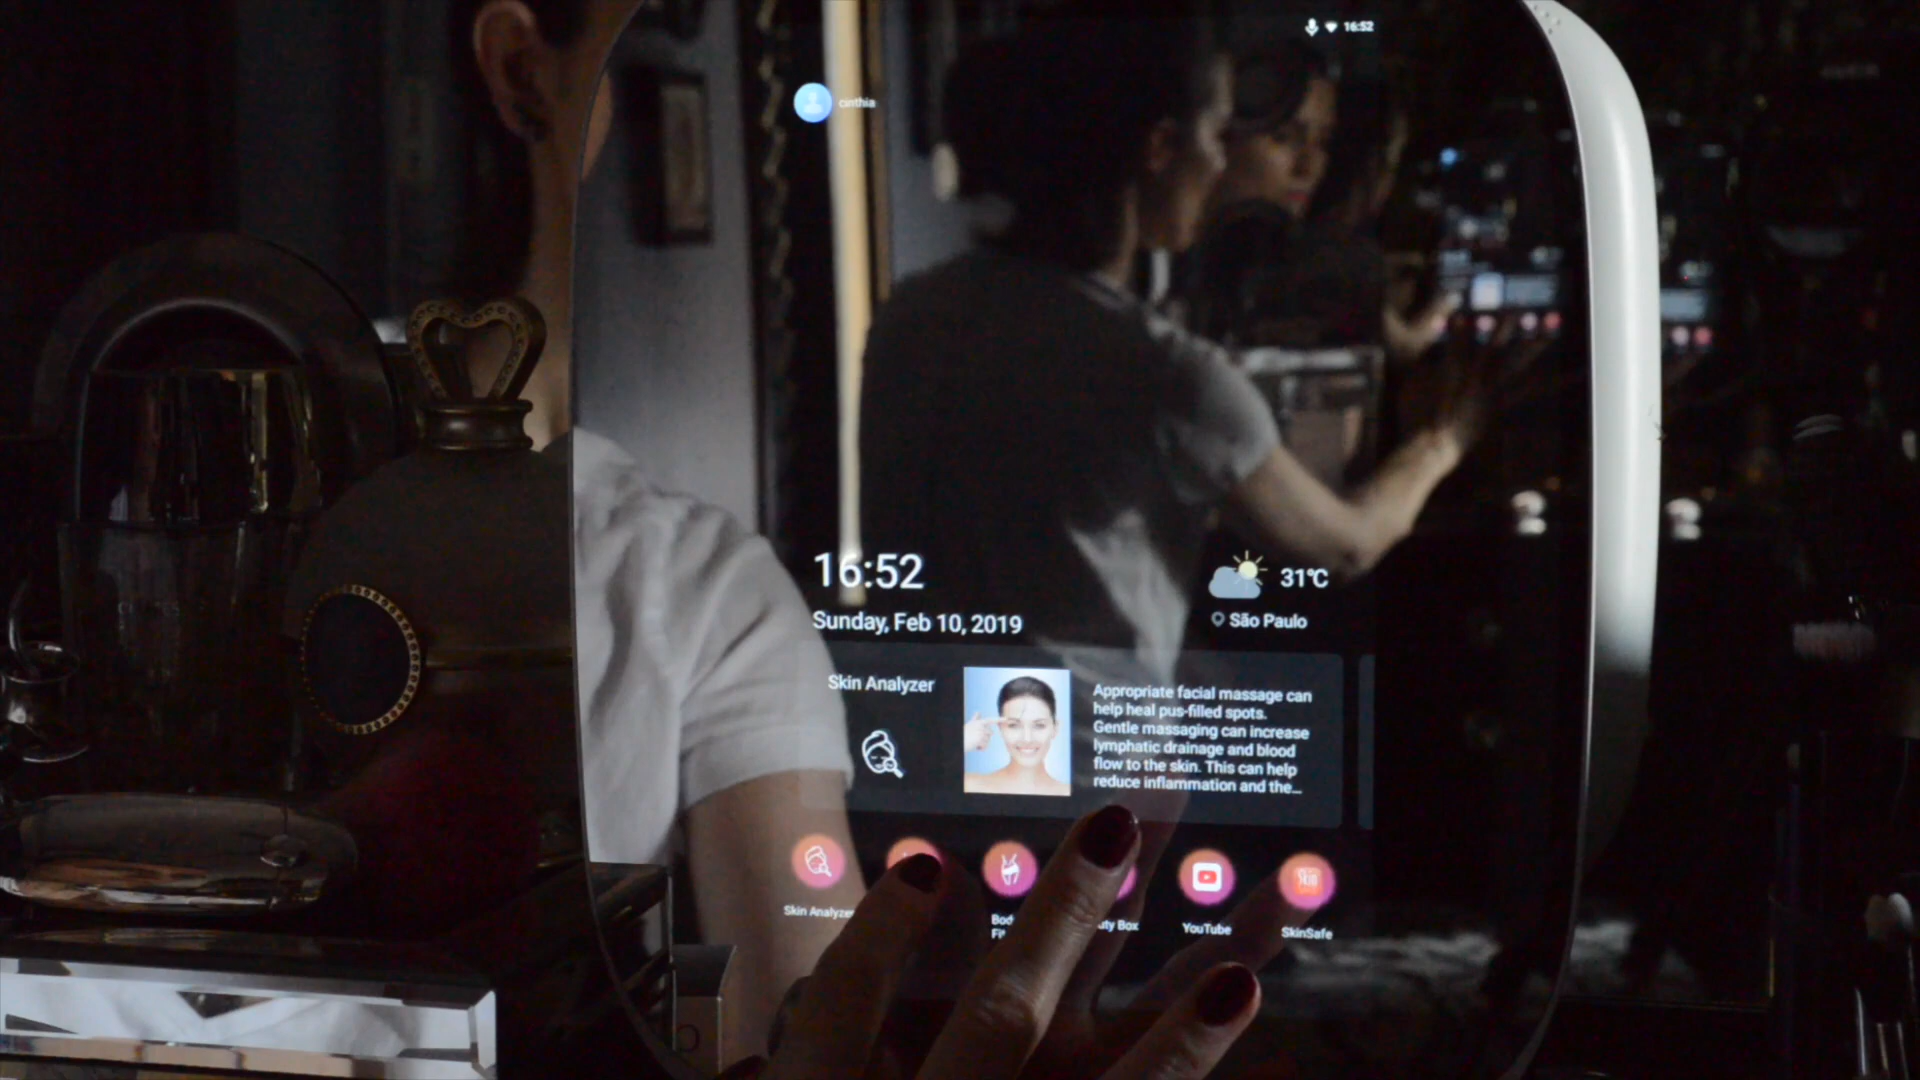 16:52
cinthia
16:52
31℃
Sunday, Feb 10, 2019
São Paulo
Skin Analyzer
Appropriate facial massage can
help heal pus-filled spots.
Gentle massaging can increase
lymphatic drainage and blood
flow to the skin. This can help
reduce inflammation and the...
Skin Analyzer
Box
YouTube
Skin
SkinSafe